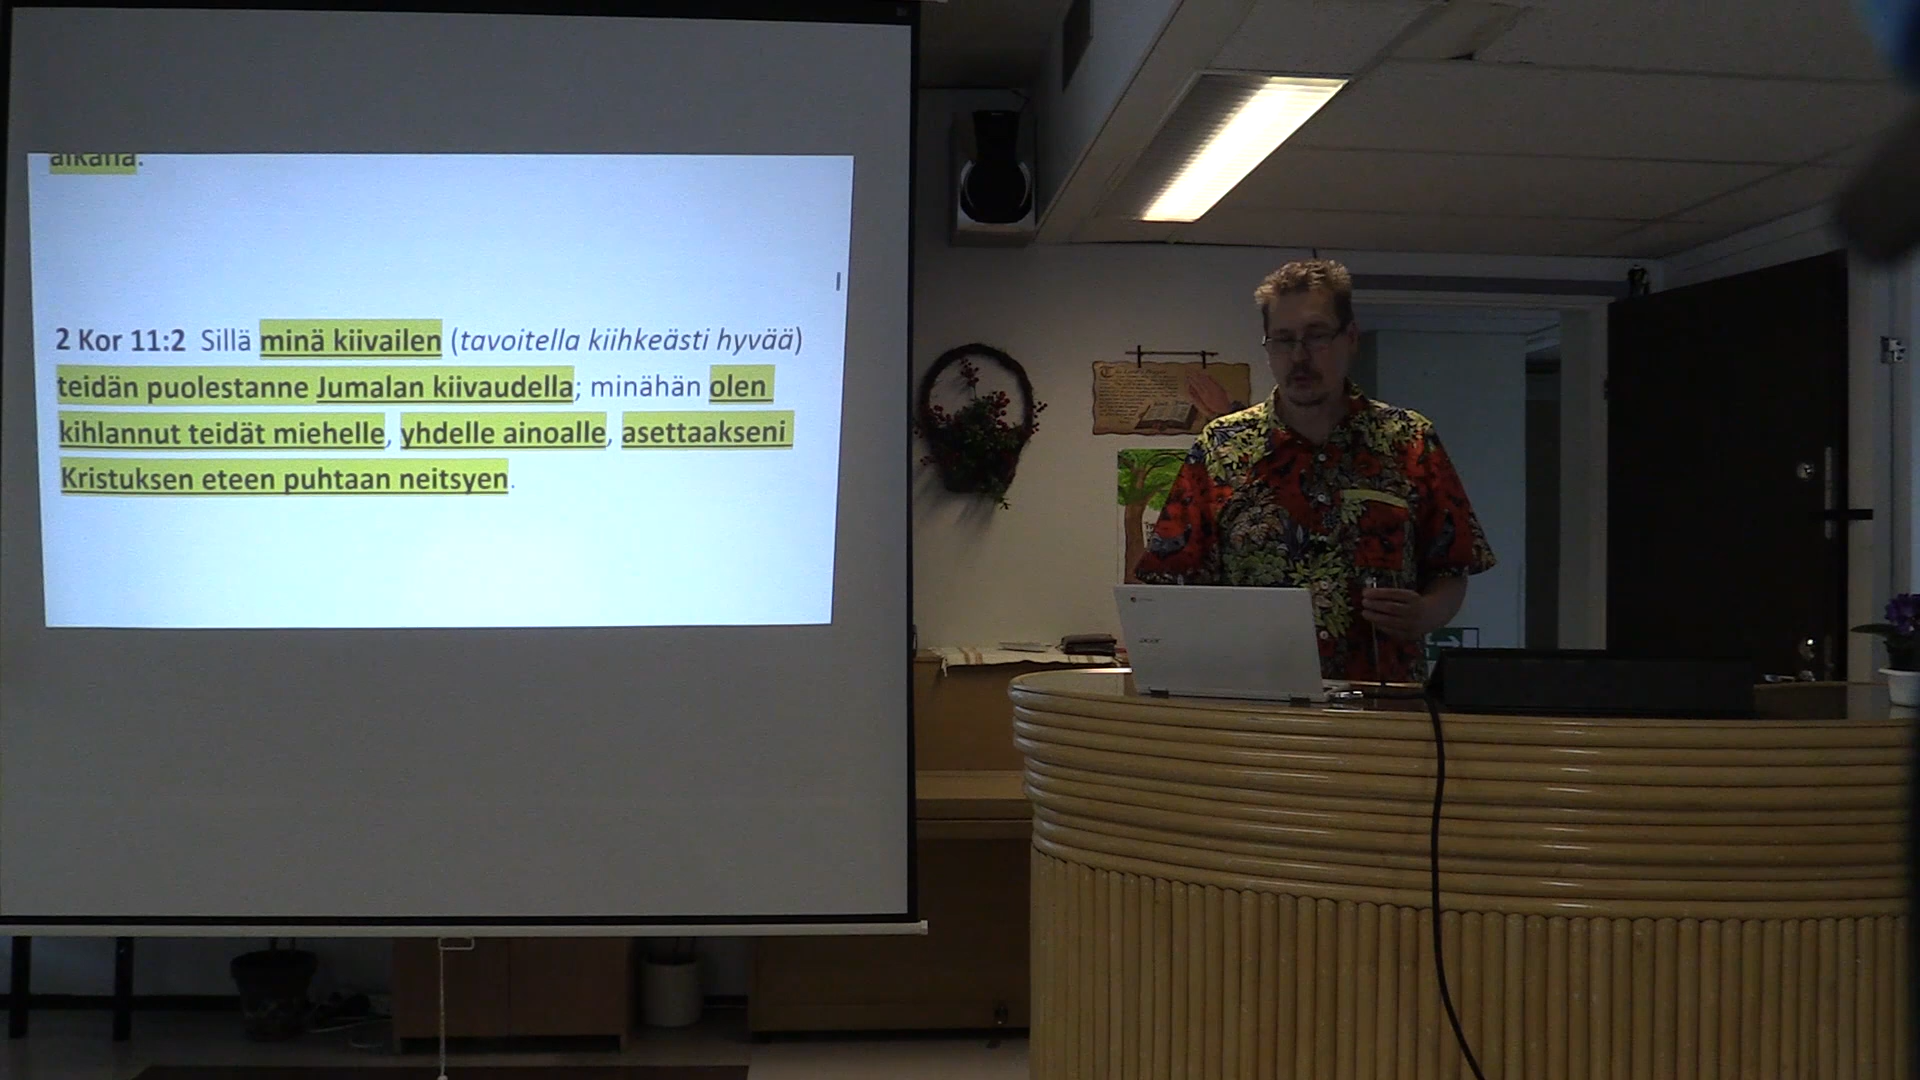 aikana.
2 Kor 11:2 Sillä minä kiivailen (tavoitella kiihkeästi hyvää)
teidän puolestanne Jumalan kiivaudella; minähän olen
kihlannut teidät miehelle, yhdelle ainoalle, asettaakseni
Kristuksen eteen puhtaan neitsyen.
acer